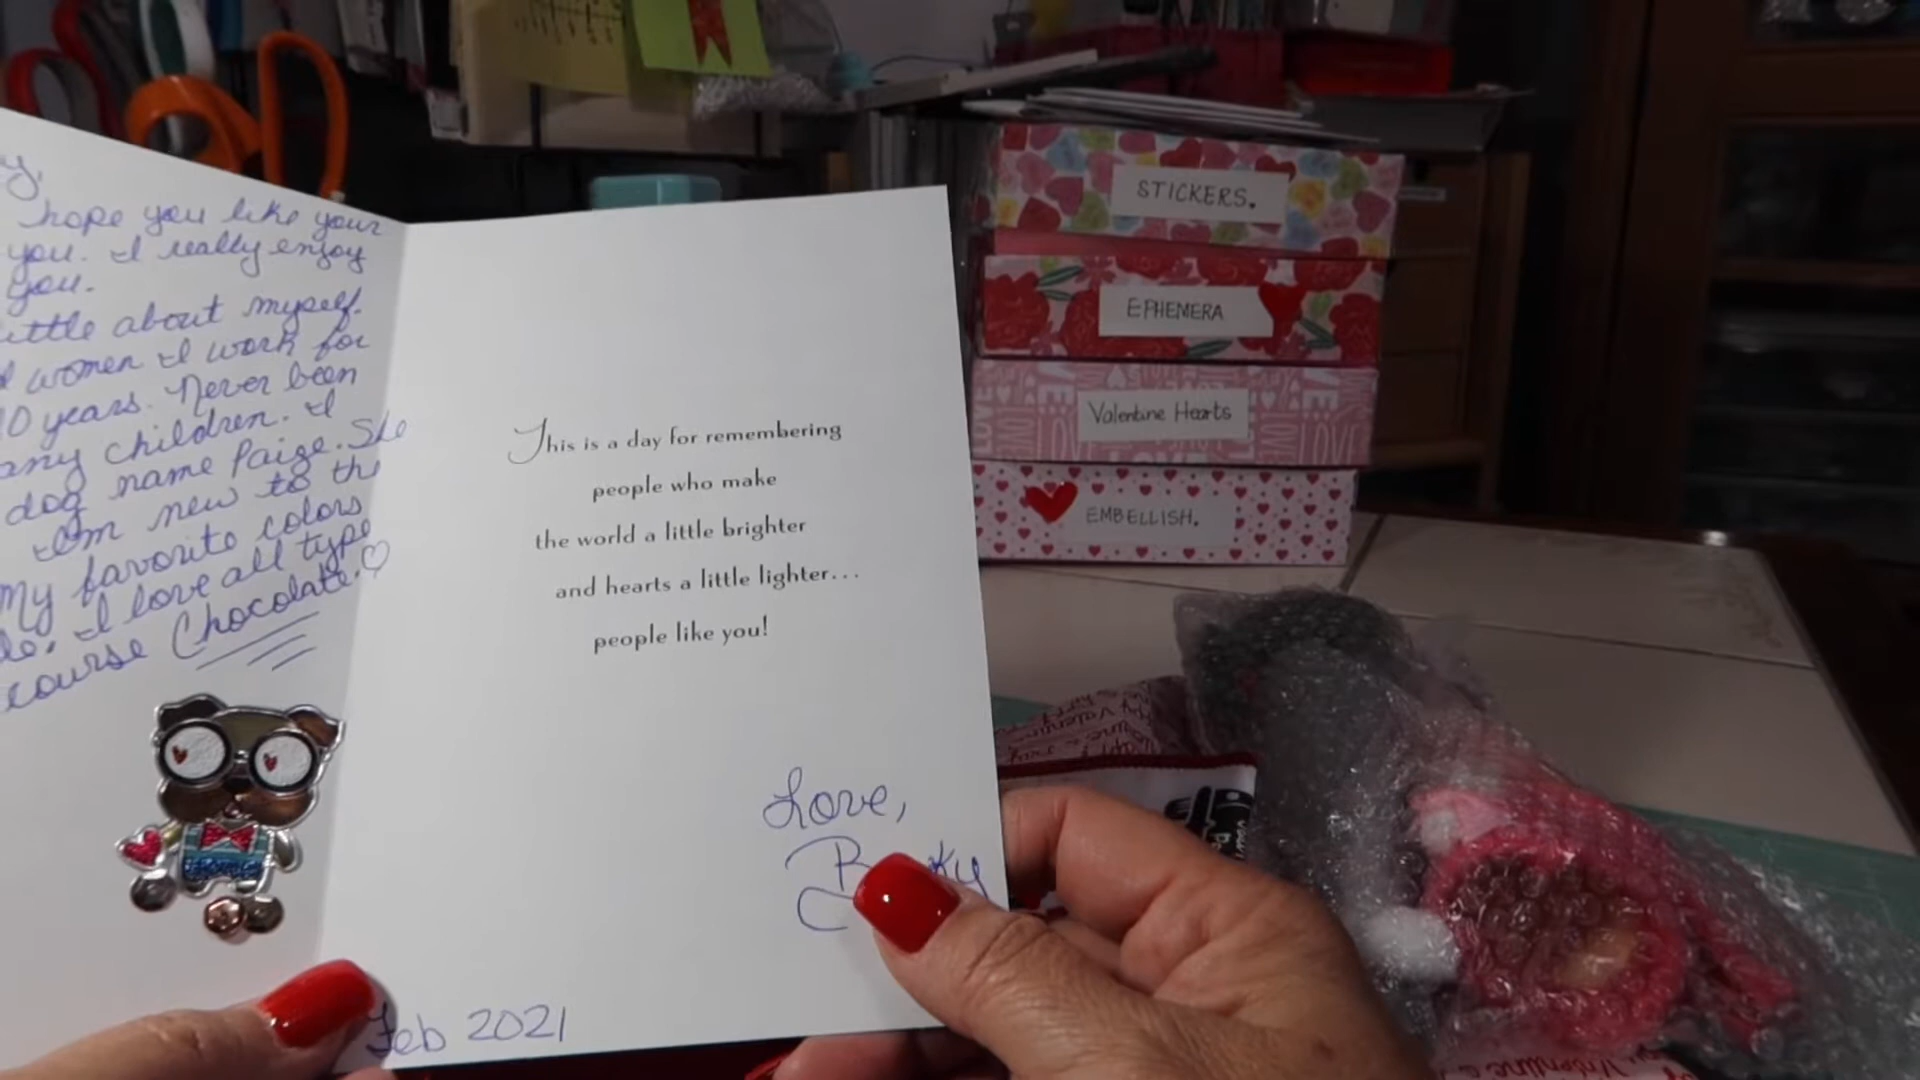 y,
hope you like your
you. I really enjoy
you.
little about myself.
women I work for
10 years. Never been
any children. I
dog name Paige. She
Im new to the
My favorite colors
I love all type
course Chocolate. ♡
This is a day for remembering
people who make
the world a little brighter
and hearts a little lighter...
people like you!
Love,
Feb 2021
STICKERS.
EPHEMERA
Valentine Hearts
EMBELLISH.